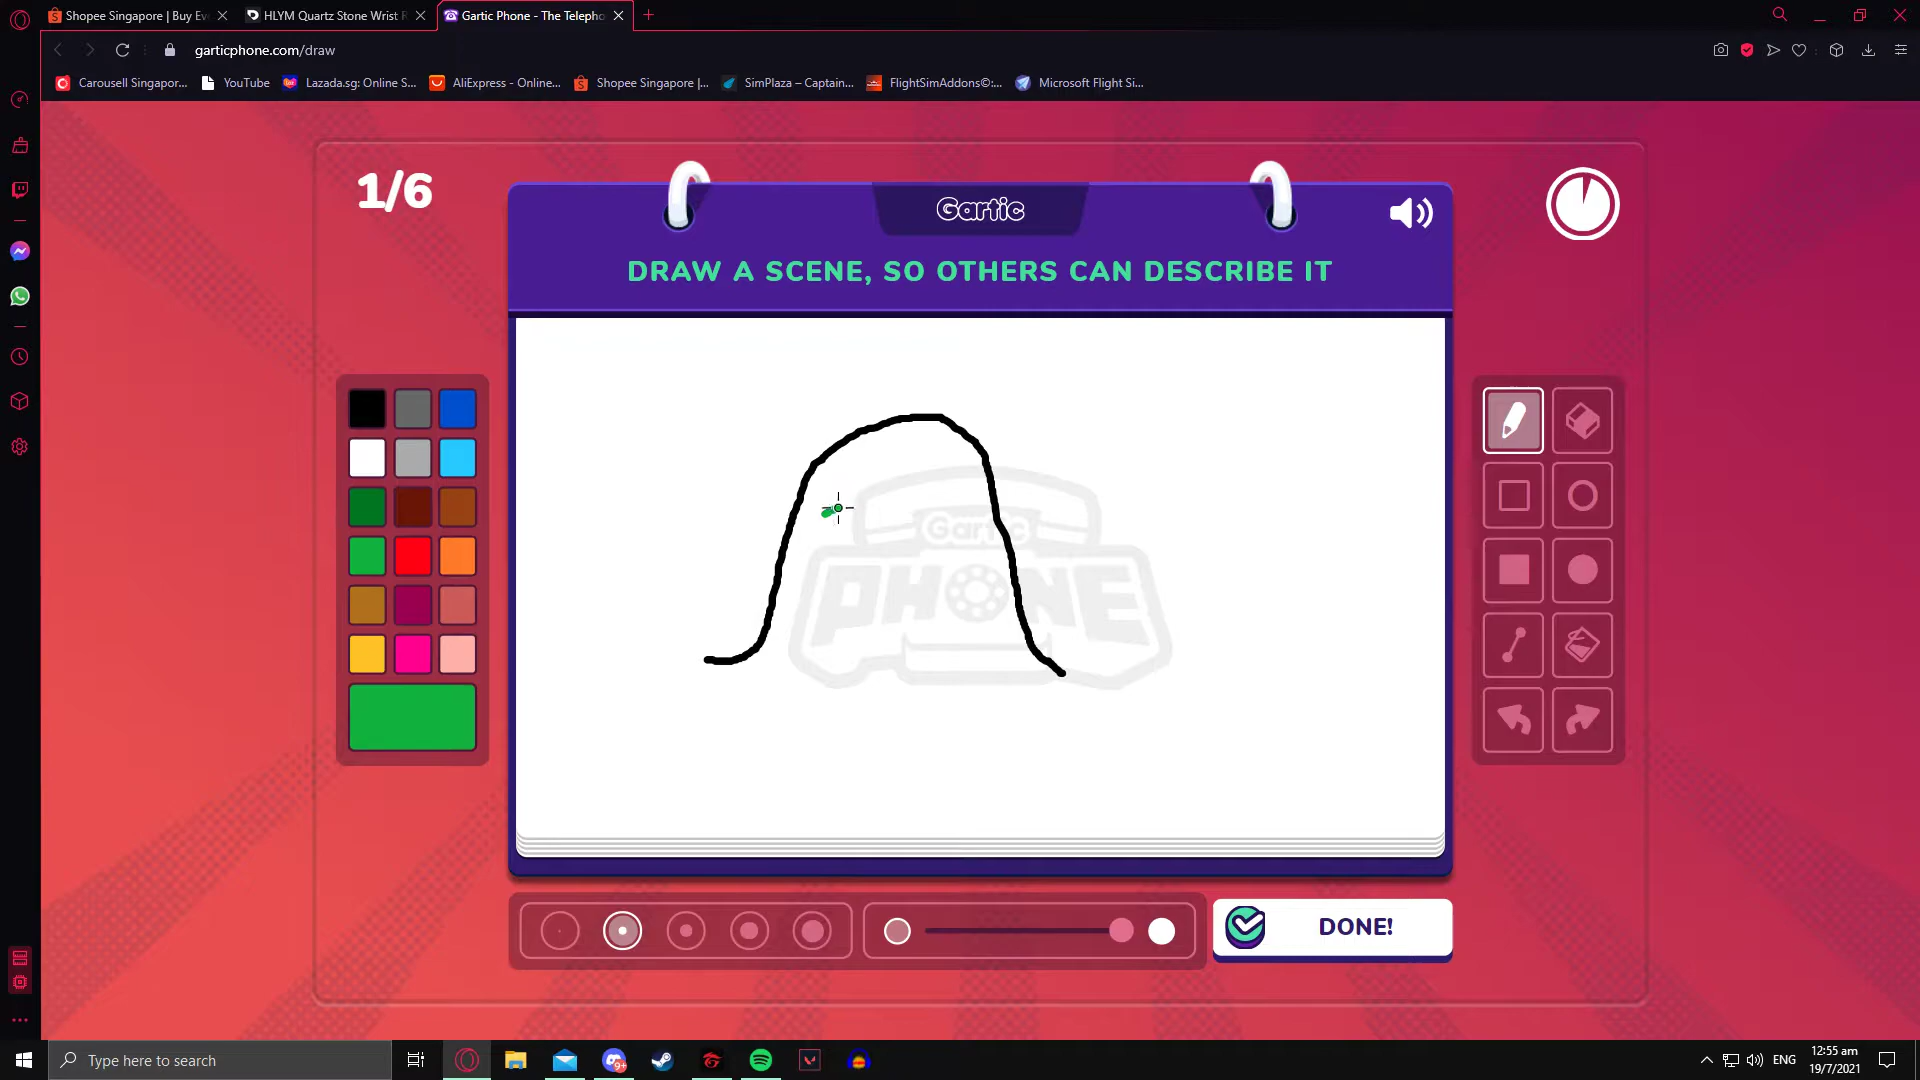 Shopee Singapore | Buy Ev
HLYM Quartz Stone Wrist R
Gartic Phone - The Telepho
garticphone.com/draw
Carousell Singapor...
YouTube
Lazada.sg: Online S...
AliExpress - Online...
Shopee Singapore |...
SimPlaza – Captain...
FlightSimAddons©:...
Microsoft Flight Si...
1/6
Gartic
DRAW A SCENE, SO OTHERS CAN DESCRIBE IT
Gartic
PHONE
DONE!
Type here to search
9+
ENG
12:55 am
19/7/2021